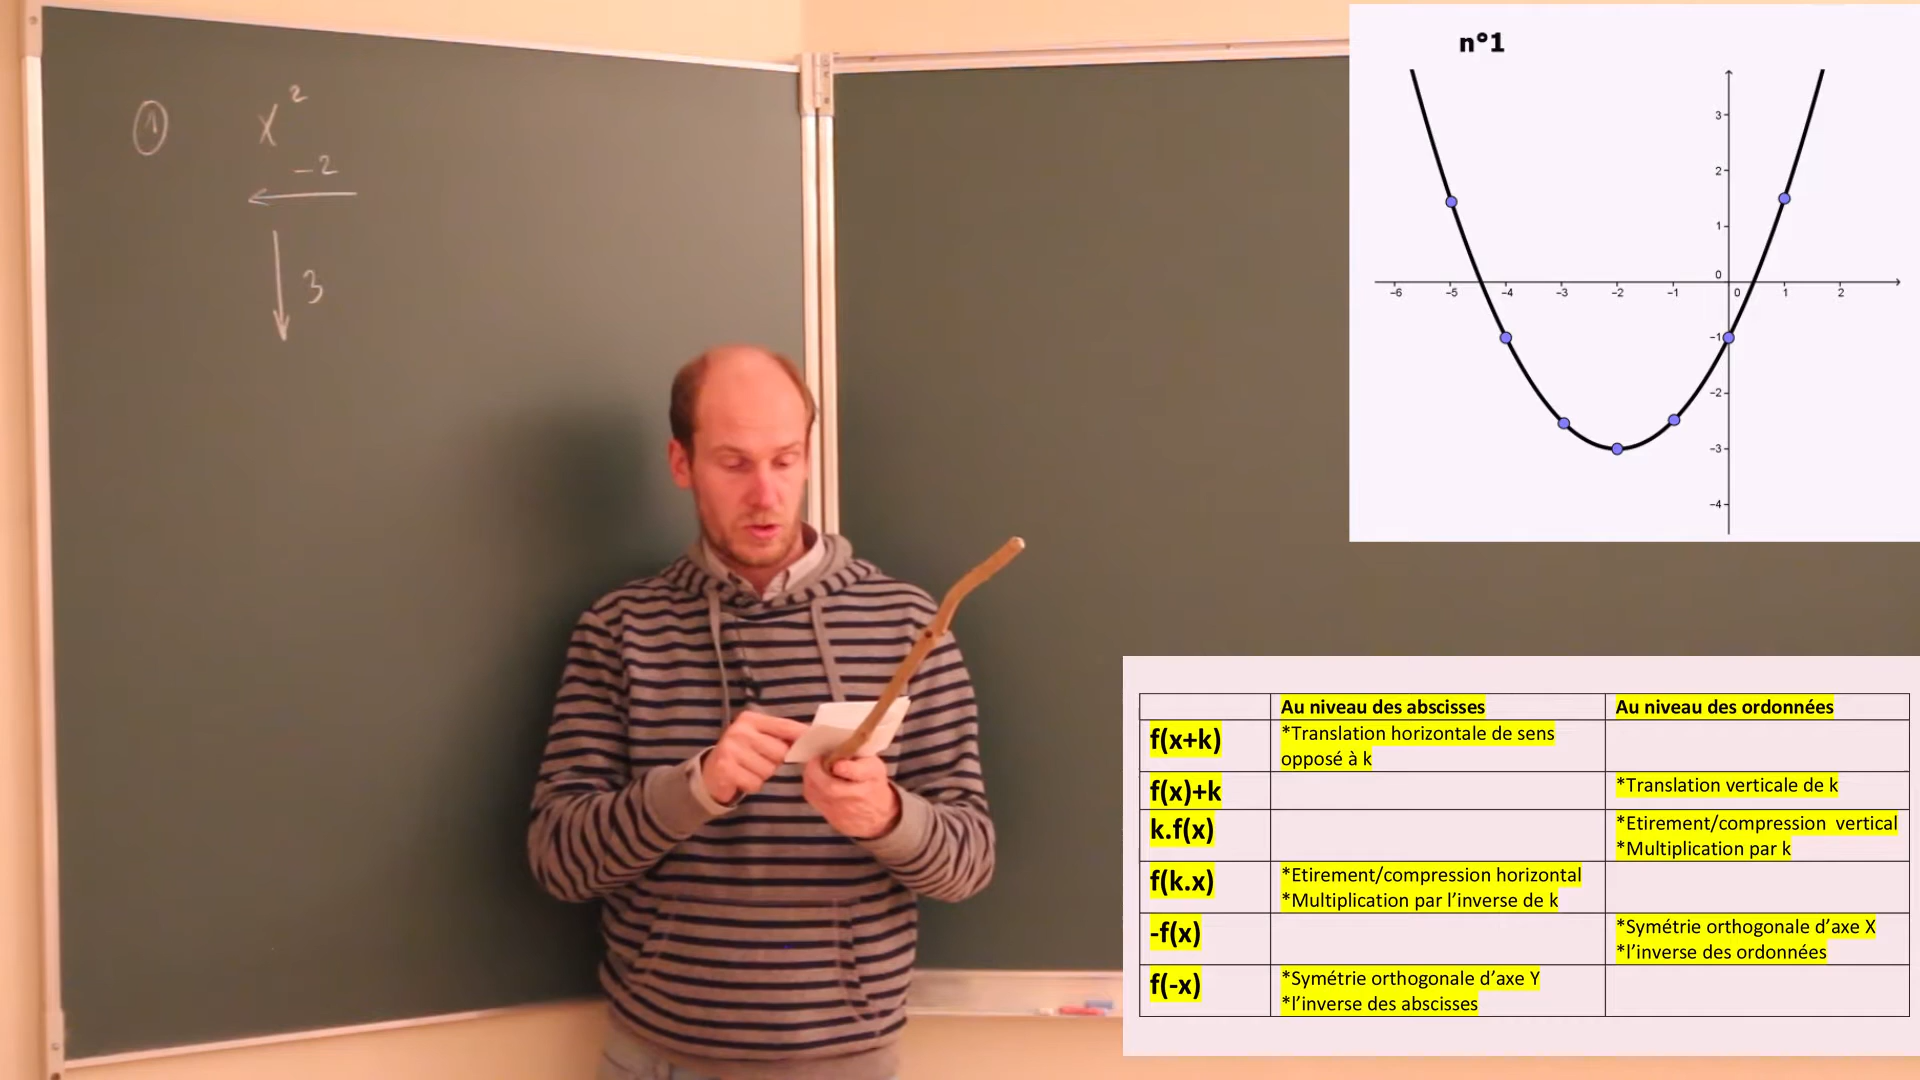 ① x²
-2
3
n°1
3
2
1
0
-6 -5 -4 -3 -2 -1 0 1 2
-1
-2
-3
-4
Au niveau des abscisses Au niveau des ordonnées
f(x+k) *Translation horizontale de sens
opposé à k
f(x)+k *Translation verticale de k
k.f(x) *Etirement/compression vertical
*Multiplication par k
f(k.x) *Etirement/compression horizontal
*Multiplication par l’inverse de k
-f(x) *Symétrie orthogonale d’axe X
*l’inverse des ordonnées
f(-x) *Symétrie orthogonale d’axe Y
*l’inverse des abscisses